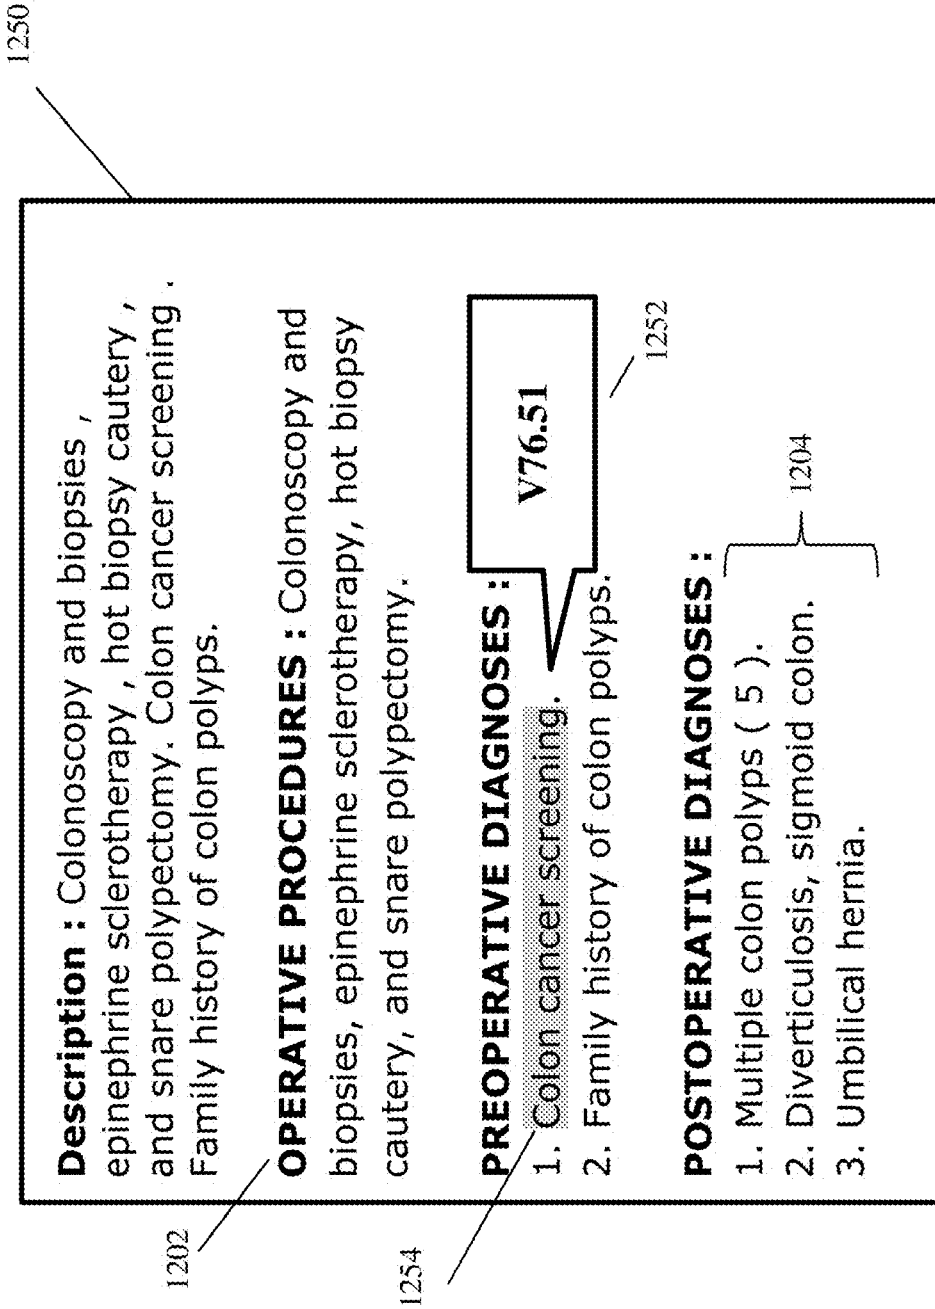 1250
Description : Colonoscopy and biopsies ,
epinephrine sclerotherapy , hot biopsy cautery ,
and snare polypectomy. Colon cancer screening .
Family history of colon polyps.
1202
OPERATIVE PROCEDURES : Colonoscopy and
biopsies, epinephrine sclerotherapy, hot biopsy
cautery, and snare polypectomy.
1254
PREOPERATIVE DIAGNOSES :
1. Colon cancer screening.
V76.51
2. Family history of colon polyps.
1252
POSTOPERATIVE DIAGNOSES :
1. Multiple colon polyps ( 5 ).
2. Diverticulosis, sigmoid colon.
3. Umbilical hernia.
1204